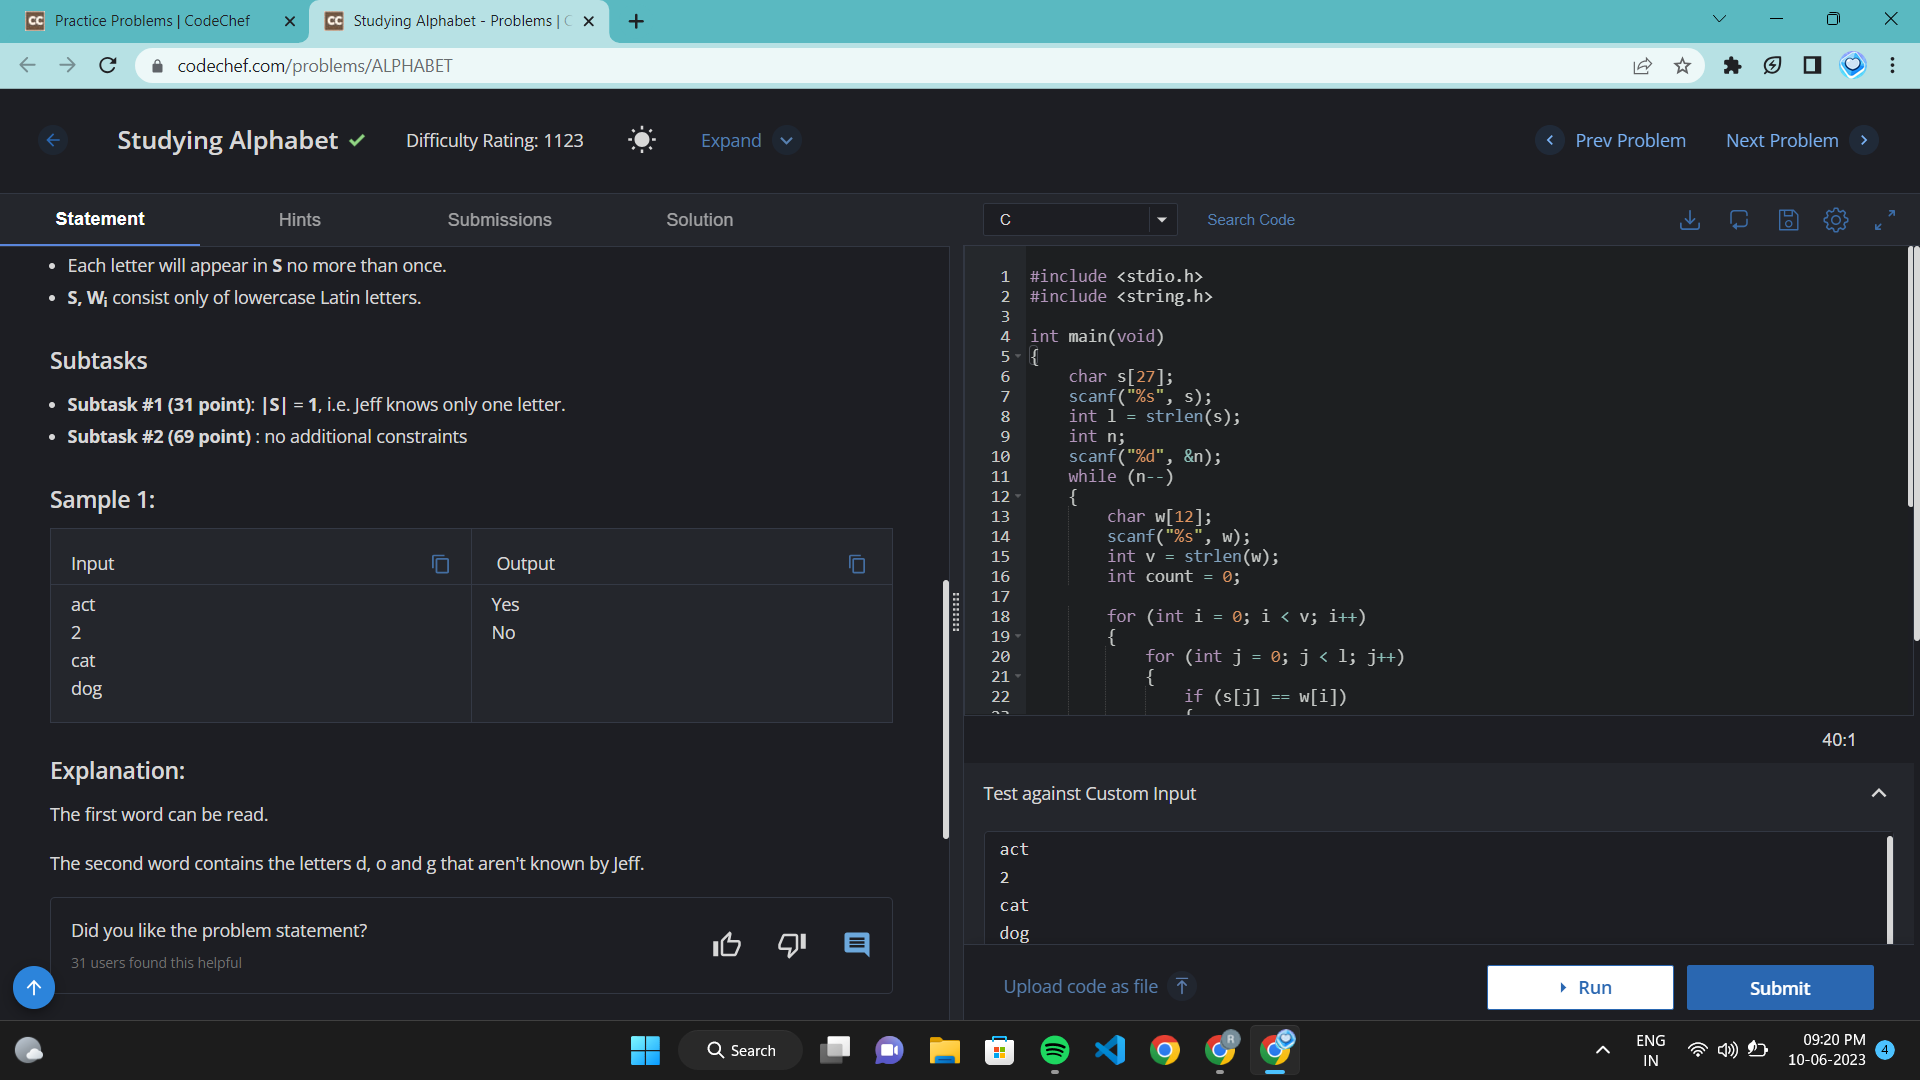 Practice Problems | CodeChef
Studying Alphabet - Problems |
codechef.com/problems/ALPHABET
Studying Alphabet
Difficulty Rating: 1123
Expand
Prev Problem
Next Problem
Statement
Hints
Submissions
Solution
• Each letter will appear in S no more than once.
• S, Wi consist only of lowercase Latin letters.
Subtasks
• Subtask #1 (31 point): |S| = 1, i.e. Jeff knows only one letter.
• Subtask #2 (69 point) : no additional constraints
Sample 1:
Input
Output
act
2
cat
dog
Yes
No
Explanation:
The first word can be read.
The second word contains the letters d, o and g that aren't known by Jeff.
Did you like the problem statement?
31 users found this helpful
C
Search Code
1 #include <stdio.h>
2 #include <string.h>
3
4 int main(void)
5 {
6 char s[27];
7 scanf("%s", s);
8 int l = strlen(s);
9 int n;
10 scanf("%d", &n);
11 while (n--)
12 {
13 char w[12];
14 scanf("%s", w);
15 int v = strlen(w);
16 int count = 0;
17
18 for (int i = 0; i < v; i++)
19 {
20 for (int j = 0; j < l; j++)
21 {
22 if (s[j] == w[i])
40:1
Test against Custom Input
act
2
cat
dog
Upload code as file
Run
Submit
Search
R
ENG
IN
09:20 PM
10-06-2023
4